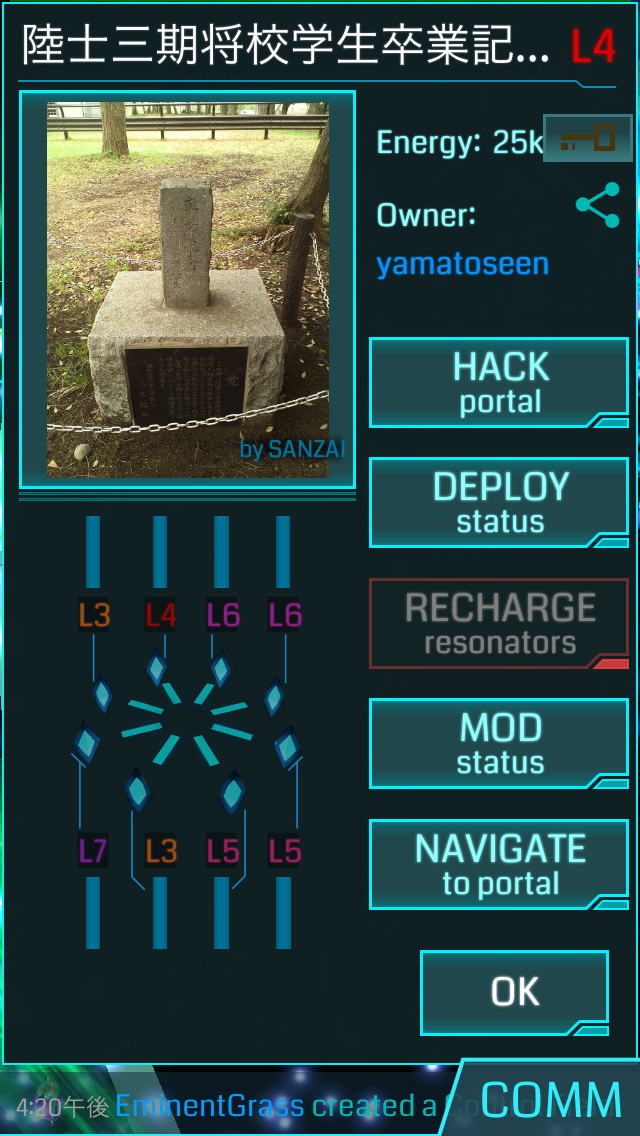 陸士三期将校学生卒業記... L4
Energy: 25k
Owner:
yamatoseen
by SANZAI
HACK
portal
DEPLOY
status
RECHARGE
resonators
MOD
status
NAVIGATE
to portal
L3 L4 L6 L6
L7 L3 L5 L5
OK
4:20午後 EminentGrass created a
COMM